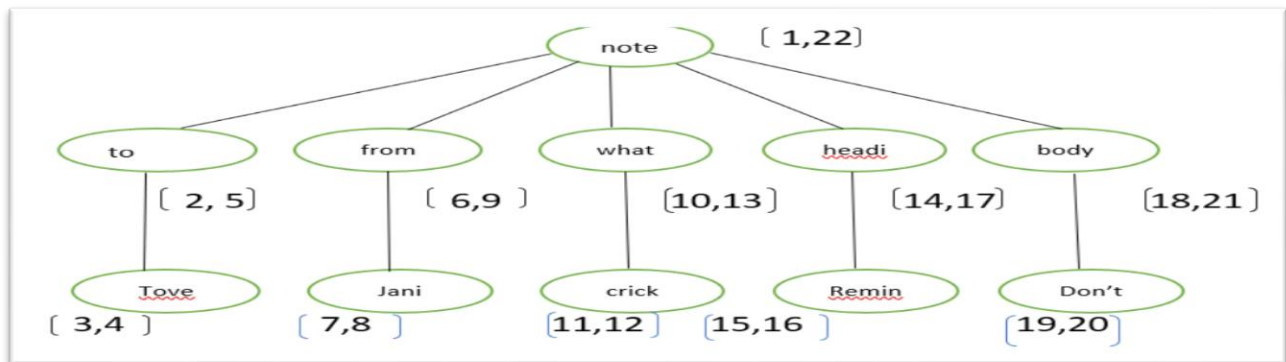 note ( 1,22)
to from what headi body
( 2, 5) ( 6,9 ) (10,13) (14,17) (18,21)
Tove Jani crick Remin Don't
( 3,4 ) ( 7,8 ) (11,12) (15,16 ) (19,20)